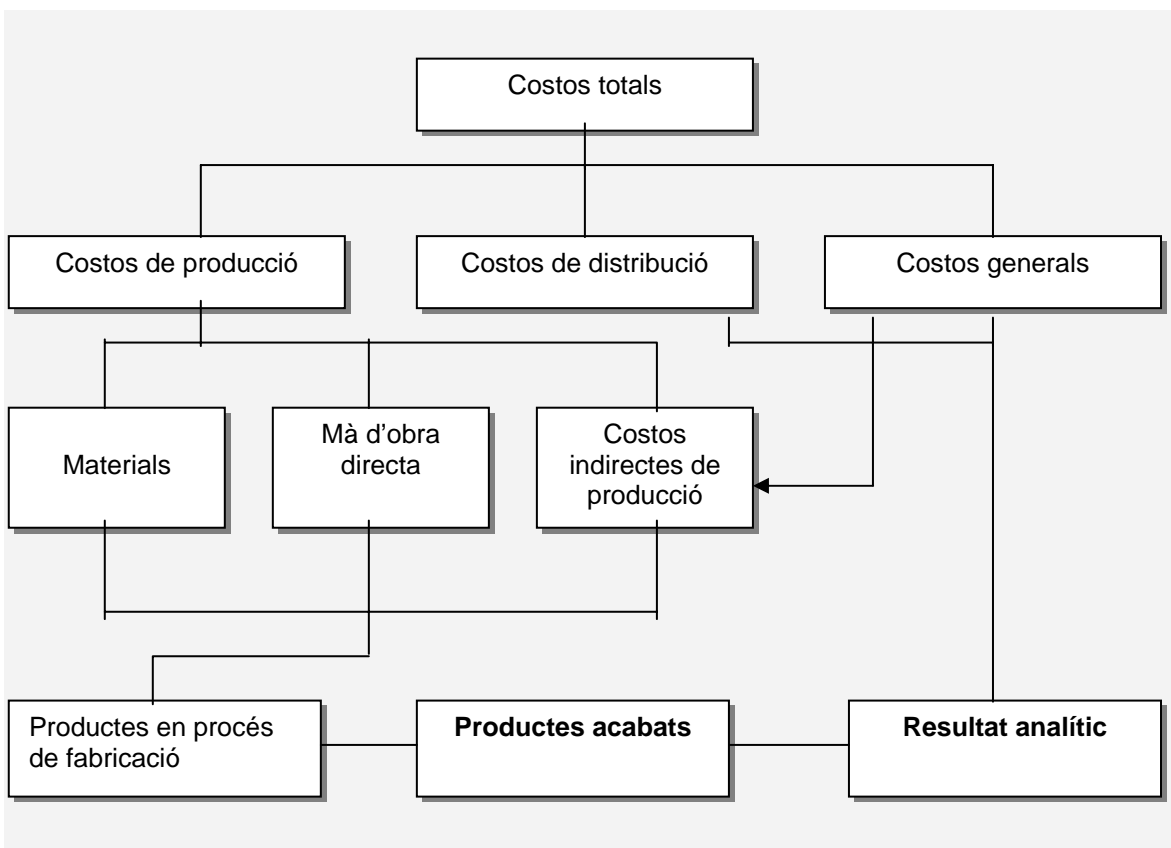 Costos totals
Costos de producció
Costos de distribució
Costos generals
Materials
Mà d'obra
directa
Costos
indirectes de
producció
Productes en procés
de fabricació
Productes acabats
Resultat analític